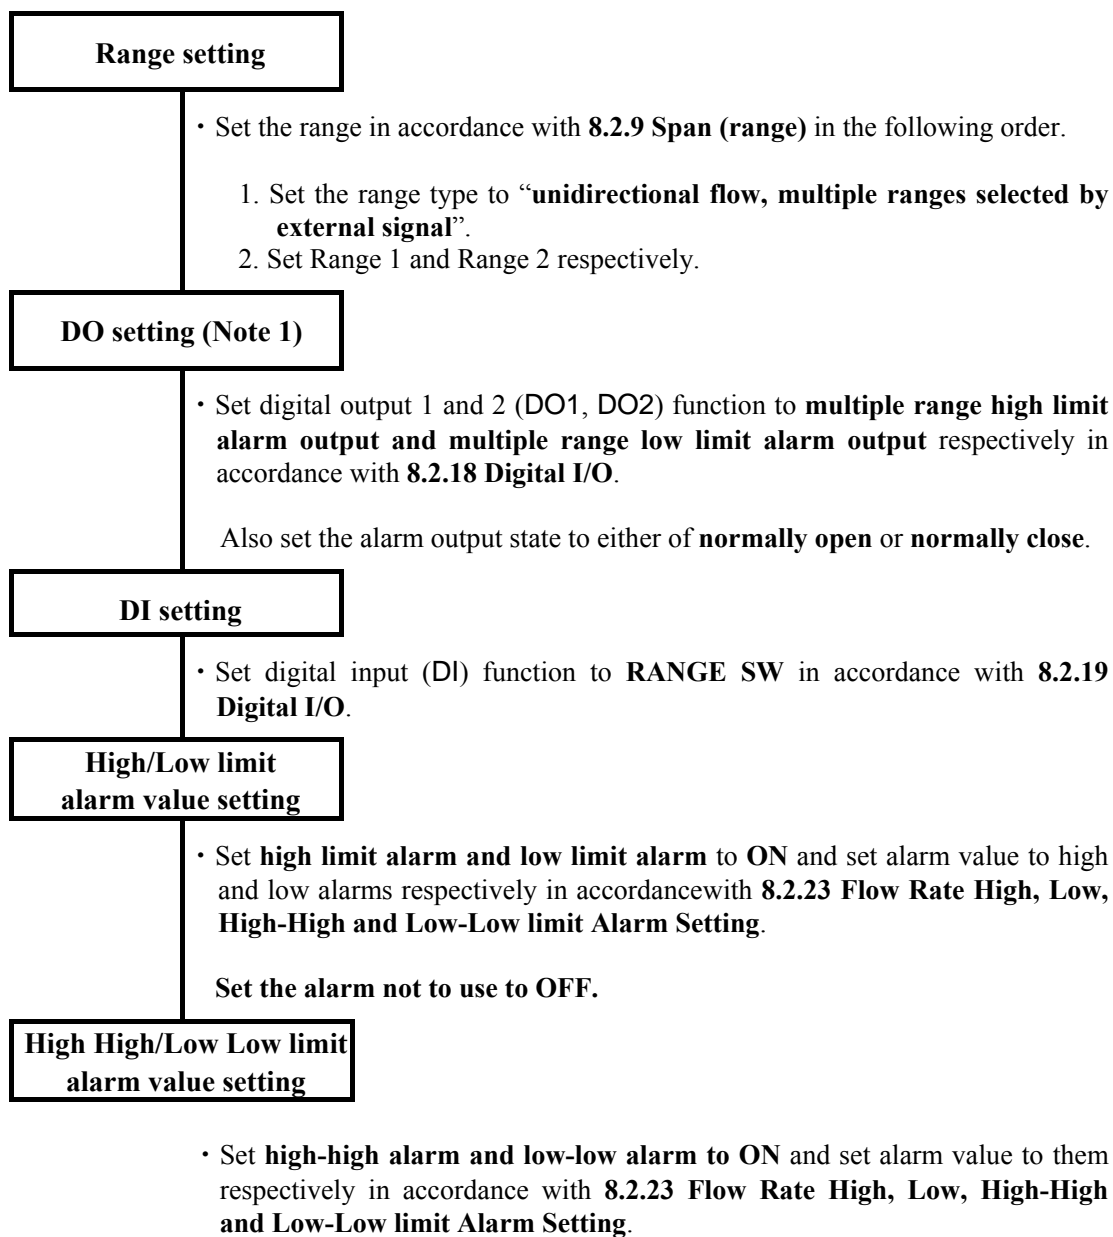 Range setting
・Set the range in accordance with 8.2.9 Span (range) in the following order.
1. Set the range type to “unidirectional flow, multiple ranges selected by
external signal”.
2. Set Range 1 and Range 2 respectively.
DO setting (Note 1)
・Set digital output 1 and 2 (DO1, DO2) function to multiple range high limit
alarm output and multiple range low limit alarm output respectively in
accordance with 8.2.18 Digital I/O.
Also set the alarm output state to either of normally open or normally close.
DI setting
・Set digital input (DI) function to RANGE SW in accordance with 8.2.19
Digital I/O.
High/Low limit
alarm value setting
・Set high limit alarm and low limit alarm to ON and set alarm value to high
and low alarms respectively in accordancewith 8.2.23 Flow Rate High, Low,
High-High and Low-Low limit Alarm Setting.
Set the alarm not to use to OFF.
High High/Low Low limit
alarm value setting
・Set high-high alarm and low-low alarm to ON and set alarm value to them
respectively in accordance with 8.2.23 Flow Rate High, Low, High-High
and Low-Low limit Alarm Setting.